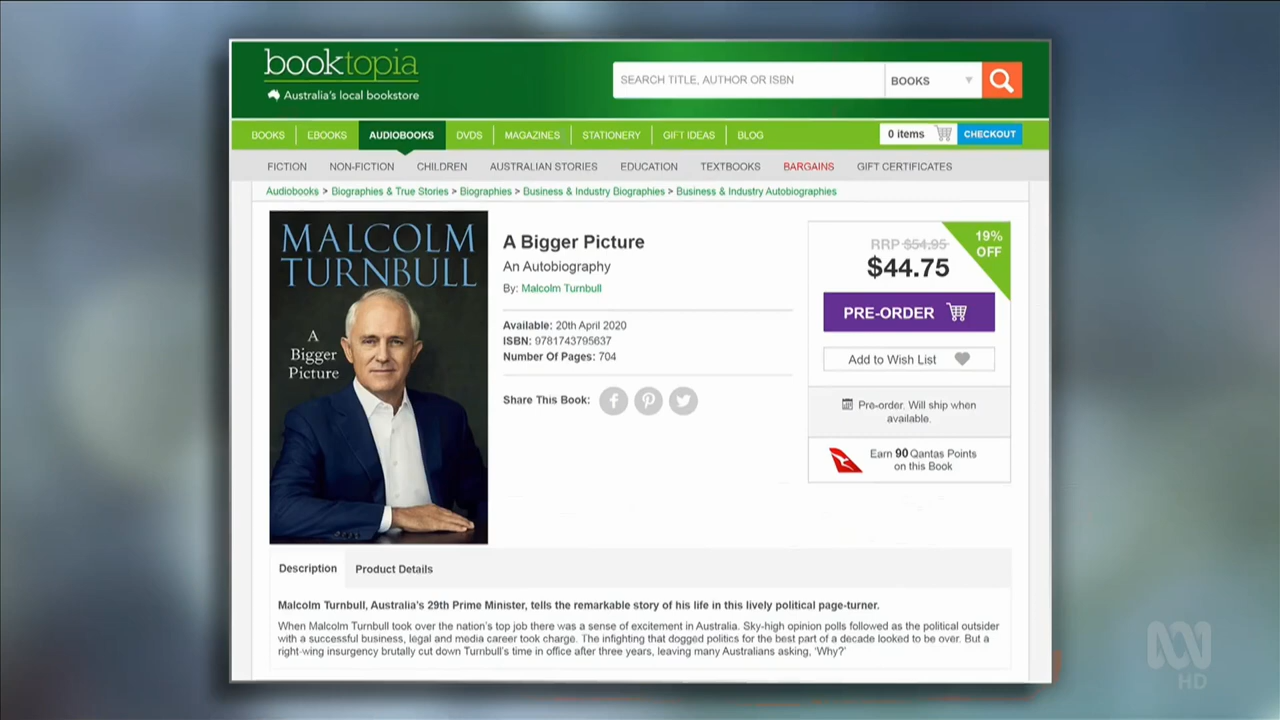 booktopia
Australia's local bookstore
SEARCH TITLE, AUTHOR OR ISBN
BOOKS
BOOKS
EBOOKS
AUDIOBOOKS
DVDS
MAGAZINES
STATIONERY
GIFT IDEAS
BLOG
0 items
CHECKOUT
FICTION
NON-FICTION
CHILDREN
AUSTRALIAN STORIES
EDUCATION
TEXTBOOKS
BARGAINS
GIFT CERTIFICATES
Audiobooks > Biographies & True Stories > Biographies > Business & Industry Biographies > Business & Industry Autobiographies
MALCOLM
TURNBULL
A
Bigger
Picture
A Bigger Picture
An Autobiography
By: Malcolm Turnbull
Available: 20th April 2020
ISBN: 9781743795637
Number Of Pages: 704
Share This Book:
19%
OFF
RRP $54.95
$44.75
PRE-ORDER
Add to Wish List
Pre-order. Will ship when
available.
Earn 90 Qantas Points
on this Book
Description
Product Details
Malcolm Turnbull, Australia's 29th Prime Minister, tells the remarkable story of his life in this lively political page-turner.
When Malcolm Turnbull took over the nation's top job there was a sense of excitement in Australia. Sky-high opinion polls followed as the political outsider
with a successful business, legal and media career took charge. The infighting that dogged politics for the best part of a decade looked to be over. But a
right-wing insurgency brutally cut down Turnbull's time in office after three years, leaving many Australians asking, 'Why?'
HD